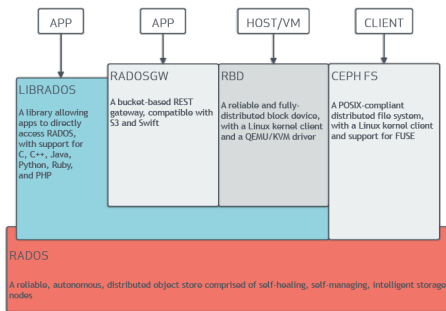 APP
APP
HOST/VM
CLIENT
LIBRADOS
A library allowing
apps to directly
access RADOS,
with support for
C, C++, Java,
Python, Ruby,
and PHP
RADOSGW
A bucket-based REST
gateway, compatible with
S3 and Swift
RBD
A reliable and fully-
distributed block device,
with a Linux kernel client
and a QEMU/KVM driver
CEPH FS
A POSIX-compliant
distributed file system,
with a Linux kernel client
and support for FUSE
RADOS
A reliable, autonomous, distributed object store comprised of self-healing, self-managing, intelligent storage
nodes